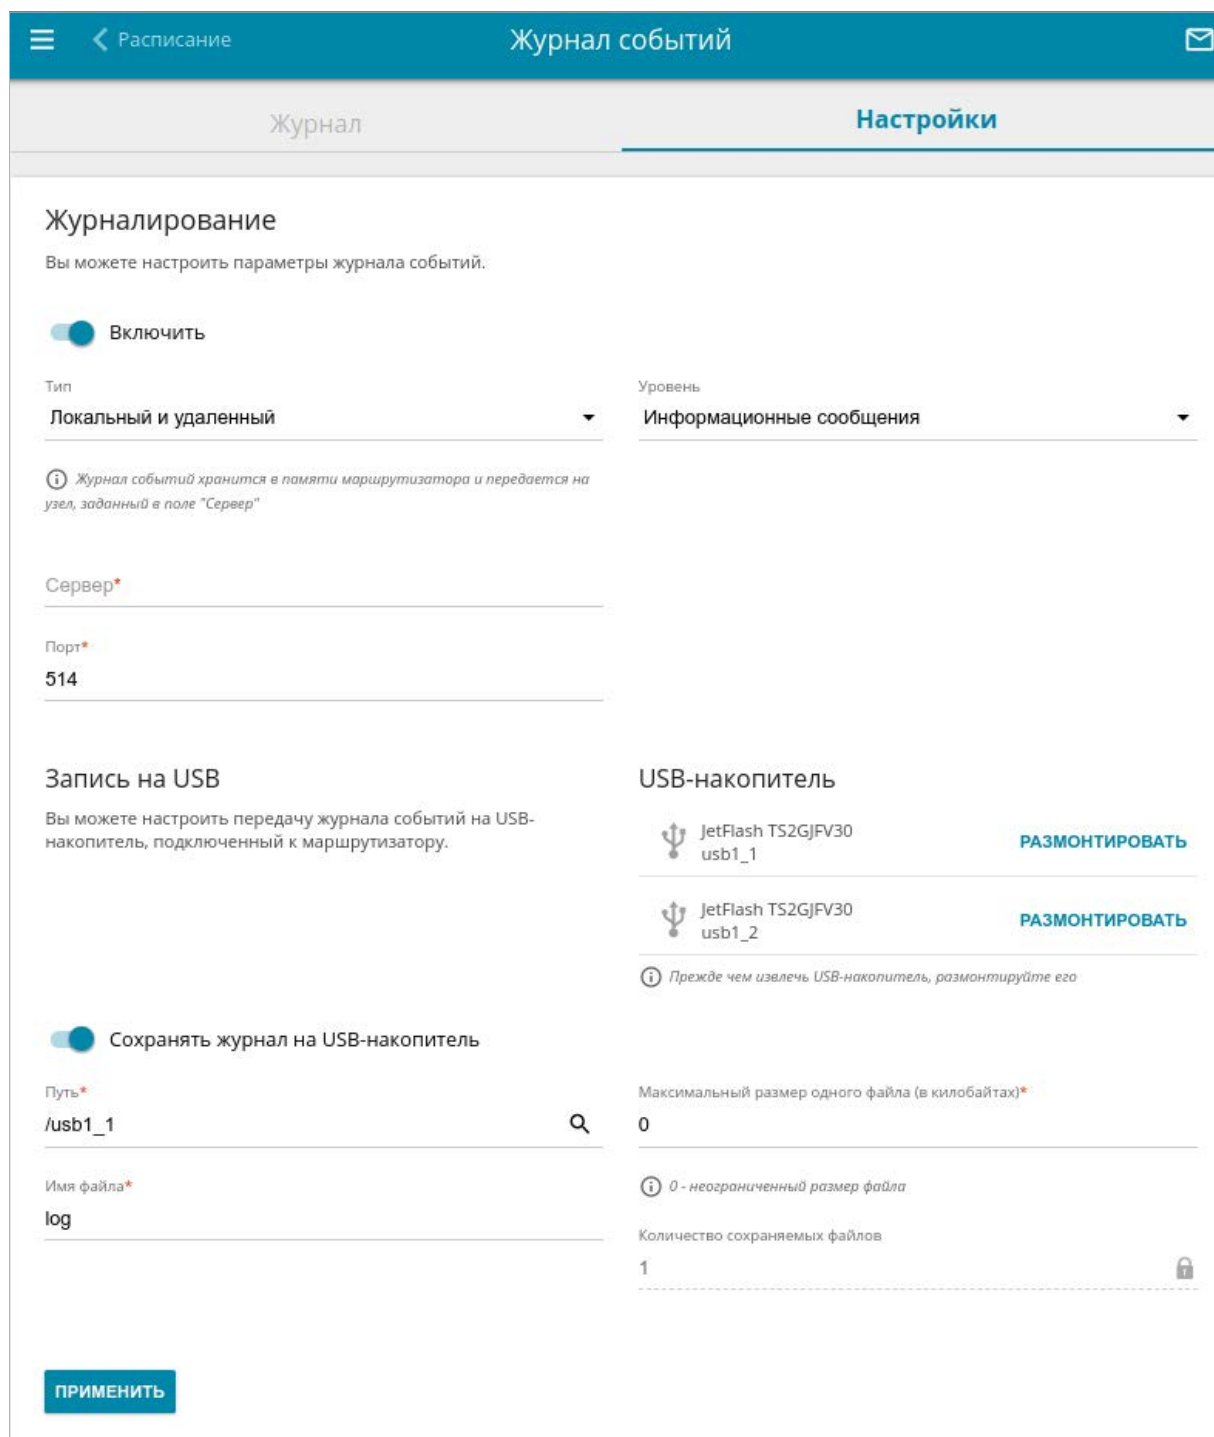 Расписание
Журнал событий
Журнал
Настройки
Журналирование
Вы можете настроить параметры журнала событий.
Включить
Тип
Локальный и удаленный
Уровень
Информационные сообщения
Журнал событий хранится в памяти маршрутизатора и передается на
узел, заданный в поле "Сервер"
Сервер*
Порт*
514
Запись на USB
Вы можете настроить передачу журнала событий на USB-
накопитель, подключенный к маршрутизатору.
USB-накопитель
JetFlash TS2GJFV30
usb1_1
РАЗМОНТИРОВАТЬ
JetFlash TS2GJFV30
usb1_2
РАЗМОНТИРОВАТЬ
Прежде чем извлечь USB-накопитель, размонтируйте его
Сохранять журнал на USB-накопитель
Путь*
/usb1_1
Максимальный размер одного файла (в килобайтах)*
0
Имя файла*
log
0 - неограниченный размер файла
Количество сохраняемых файлов
1
ПРИМЕНИТЬ